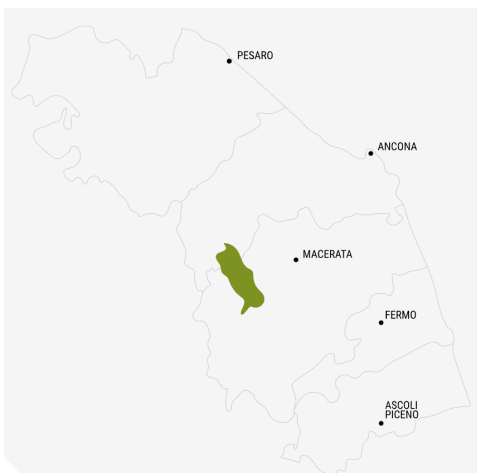 PESARO
ANCONA
MACERATA
FERMO
ASCOLI
PICENO